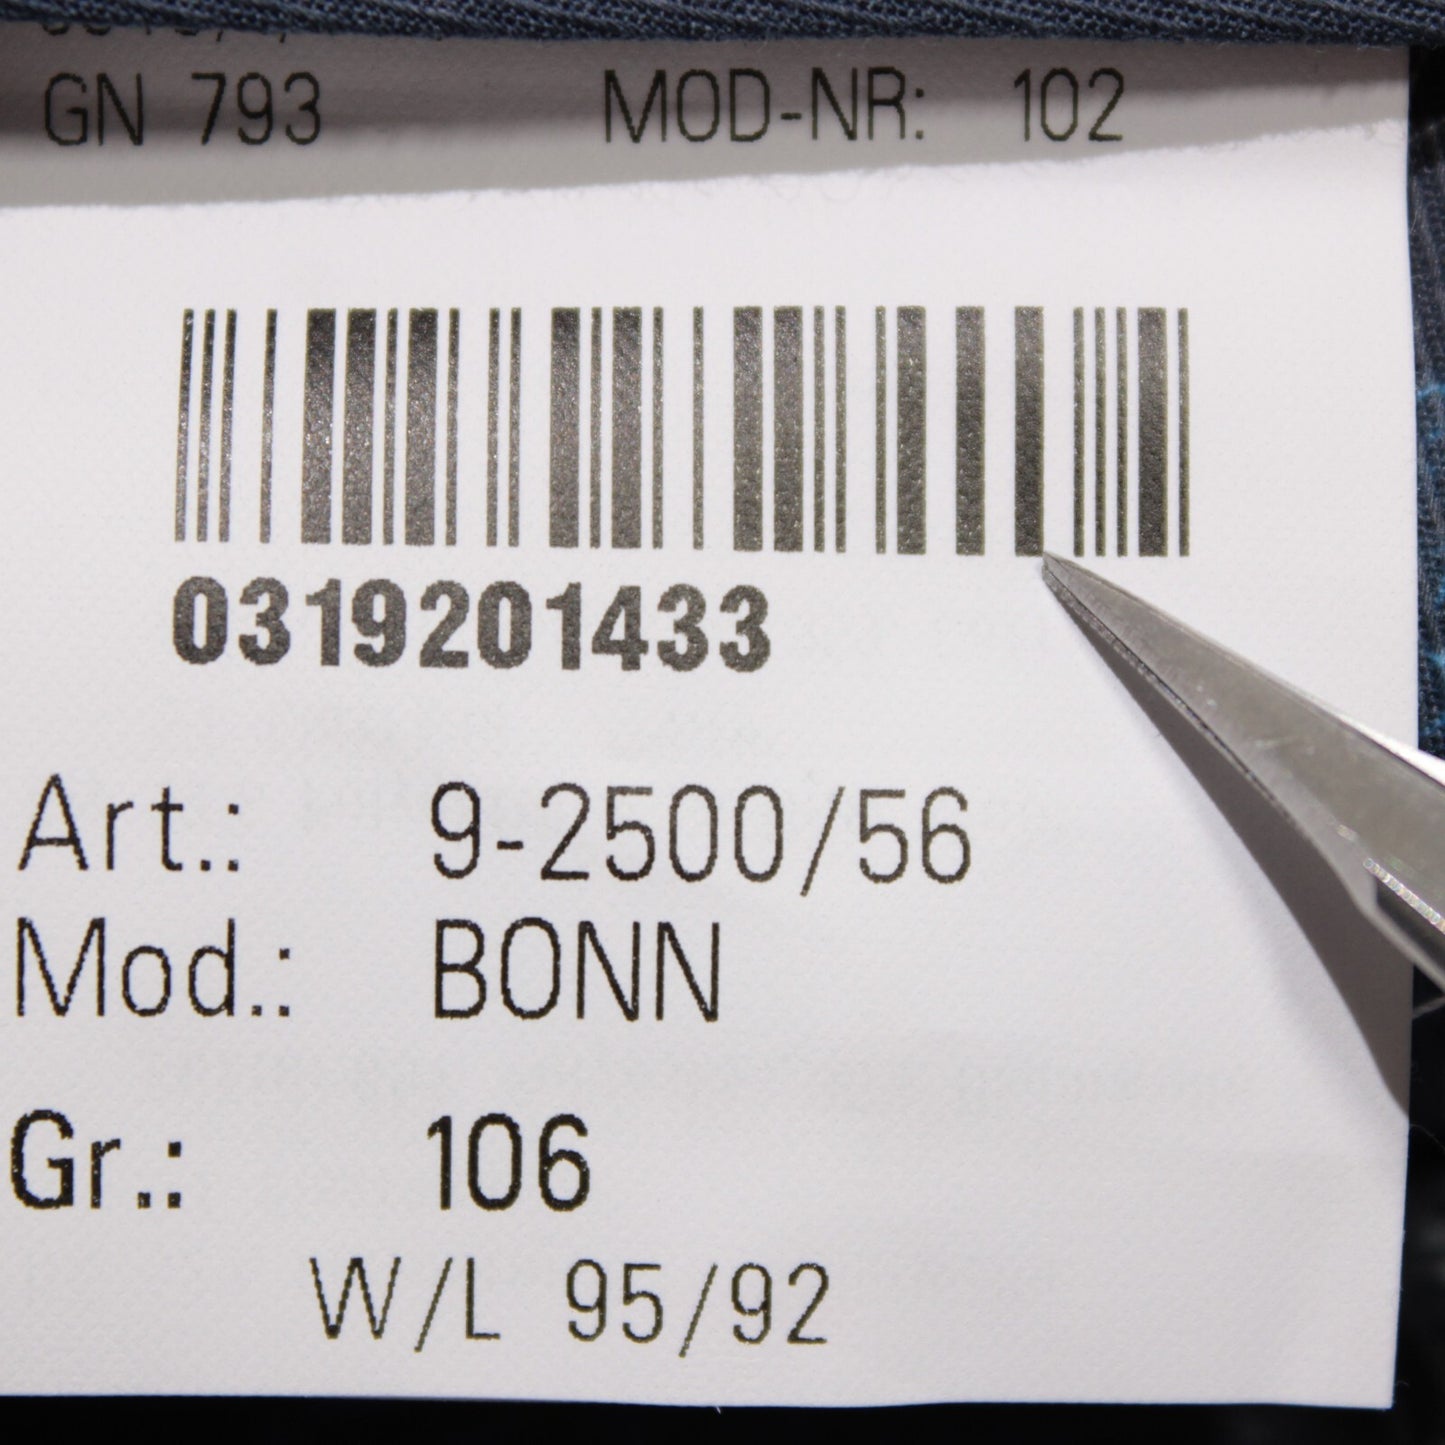 GN 793 MOD-NR: 102
0319201433
Art.: 9-2500/56
Mod.: BONN
Gr.: 106
W/L 95/92